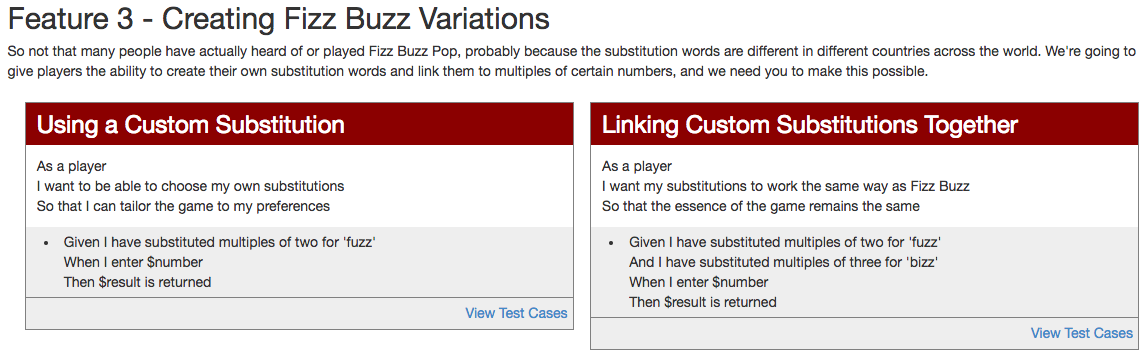 Feature 3 - Creating Fizz Buzz Variations
So not that many people have actually heard of or played Fizz Buzz Pop, probably because the substitution words are different in different countries across the world. We're going to
give players the ability to create their own substitution words and link them to multiples of certain numbers, and we need you to make this possible.
Using a Custom Substitution
As a player
I want to be able to choose my own substitutions
So that I can tailor the game to my preferences
• Given I have substituted multiples of two for 'fuzz'
When I enter $number
Then $result is returned
View Test Cases
Linking Custom Substitutions Together
As a player
I want my substitutions to work the same way as Fizz Buzz
So that the essence of the game remains the same
• Given I have substituted multiples of two for 'fuzz'
And I have substituted multiples of three for 'bizz'
When I enter $number
Then $result is returned
View Test Cases